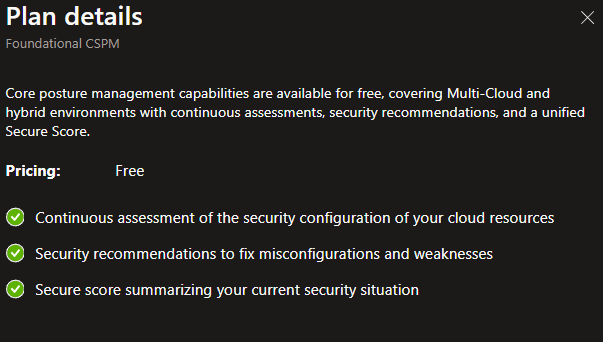 Plan details
Foundational CSPM
Core posture management capabilities are available for free, covering Multi-Cloud and
hybrid environments with continuous assessments, security recommendations, and a unified
Secure Score.
Pricing: Free
Continuous assessment of the security configuration of your cloud resources
Security recommendations to fix misconfigurations and weaknesses
Secure score summarizing your current security situation